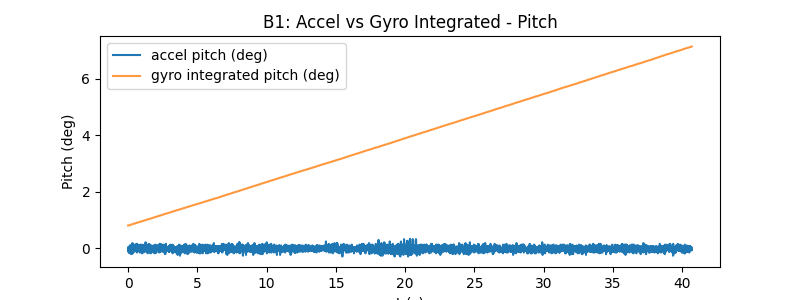 B1: Accel vs Gyro Integrated - Pitch
accel pitch (deg)
gyro integrated pitch (deg)
Pitch (deg)
6
4
2
0
0 5 10 15 20 25 30 35 40